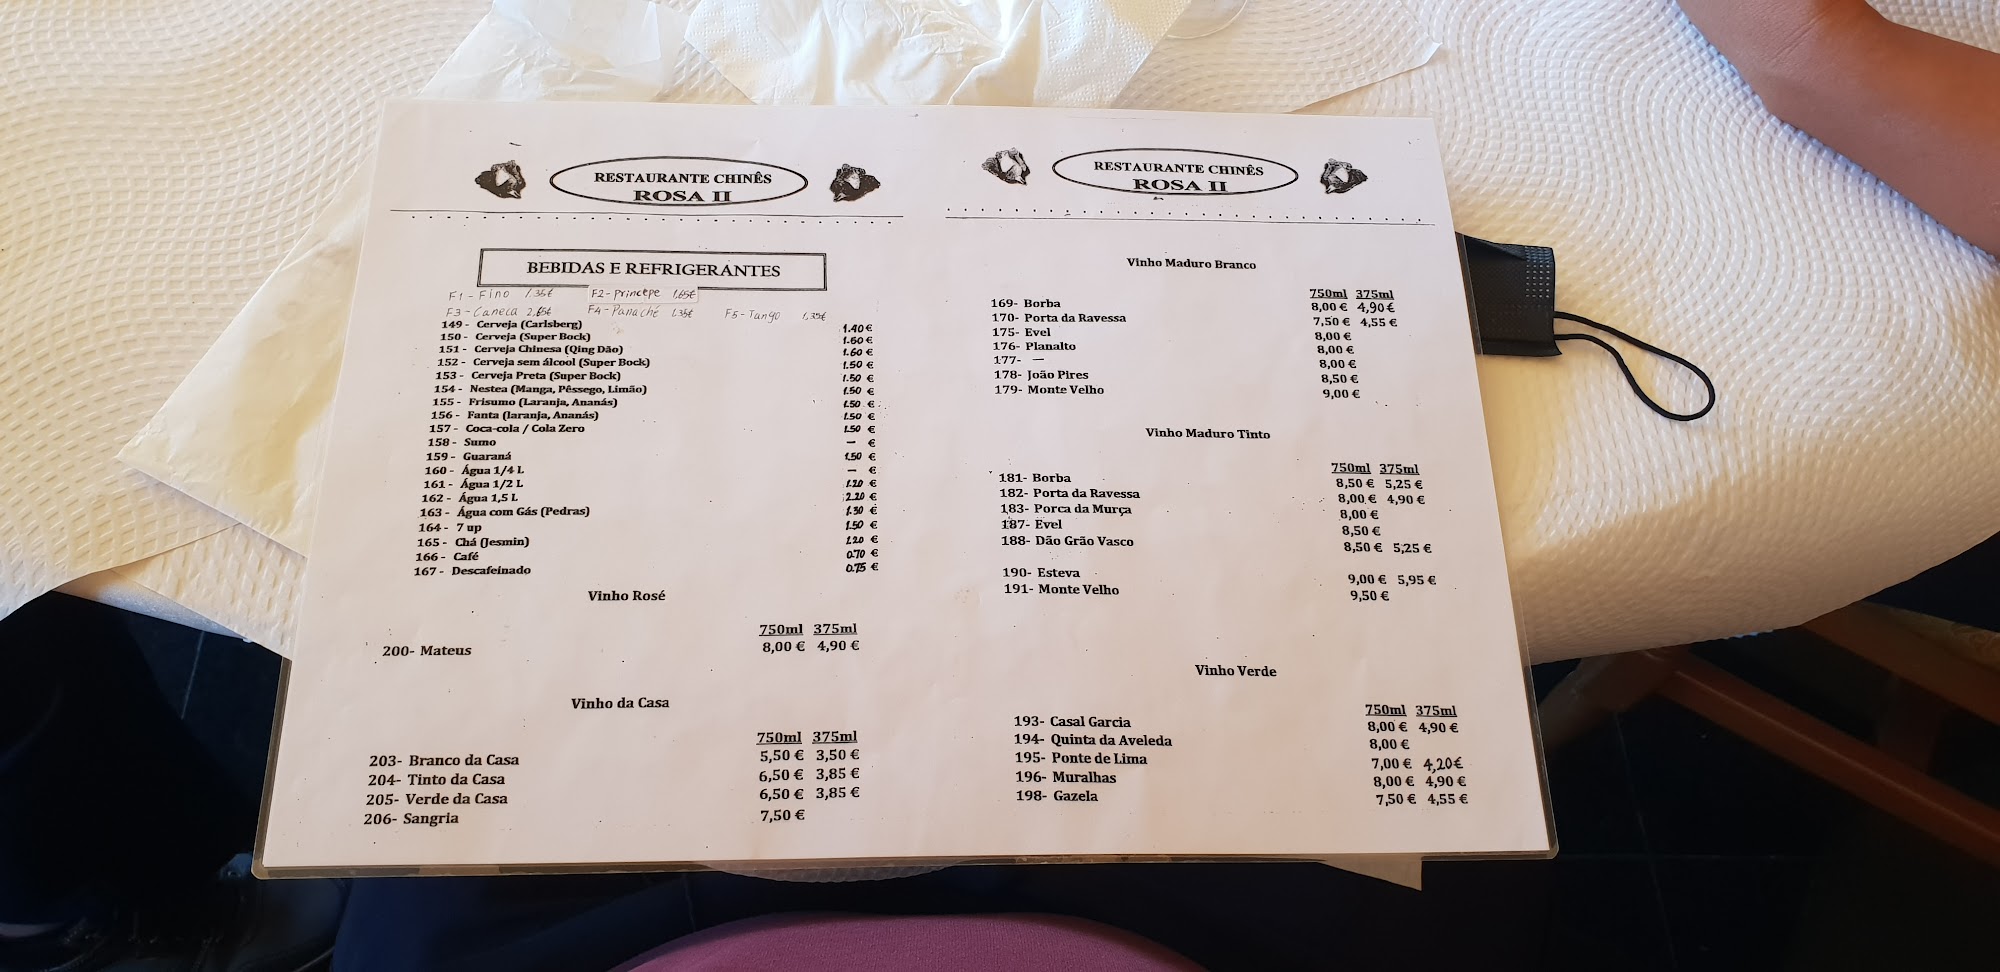 RESTAURANTE CHINÊS
ROSA II
BEBIDAS E REFRIGERANTES
F1 - Fino 1,35€ F2 - Principe 1,65€
F3 - Caneca 2,65€ F4 - Panaché 1,35€ F5 - Tango 1,35€
149 - Cerveja (Carlsberg) 1.40 €
150 - Cerveja (Super Bock) 1.60 €
151 - Cerveja Chinesa (Qing Dão) 1.60 €
152 - Cerveja sem álcool (Super Bock) 1.50 €
153 - Cerveja Preta (Super Bock) 1.50 €
154 - Nestea (Manga, Pêssego, Limão) 1.50 €
155 - Frisumo (Laranja, Ananás) 1.50 €
156 - Fanta (laranja, Ananás) 1.50 €
157 - Coca-cola / Cola Zero 1.50 €
158 - Sumo — €
159 - Guaraná 1.50 €
160 - Água 1/4 L — €
161 - Água 1/2 L 1.20 €
162 - Água 1,5 L 2.20 €
163 - Água com Gás (Pedras) 1.30 €
164 - 7 up 1.50 €
165 - Chá (Jesmin) 1.20 €
166 - Café 0.70 €
167 - Descafeinado 0.75 €
Vinho Rosé
750ml 375ml
200- Mateus 8,00 € 4,90 €
Vinho da Casa
750ml 375ml
203- Branco da Casa 5,50 € 3,50 €
204- Tinto da Casa 6,50 € 3,85 €
205- Verde da Casa 6,50 € 3,85 €
206- Sangria 7,50 €
RESTAURANTE CHINÊS
ROSA II
Vinho Maduro Branco
750ml 375ml
169- Borba 8,00 € 4,90 €
170- Porta da Ravessa 7,50 € 4,55 €
175- Evel 8,00 €
176- Planalto 8,00 €
177- — 8,00 €
178- João Pires 8,50 €
179- Monte Velho 9,00 €
Vinho Maduro Tinto
750ml 375ml
181- Borba 8,50 € 5,25 €
182- Porta da Ravessa 8,00 € 4,90 €
183- Porca da Murça 8,00 €
187- Evel 8,50 €
188- Dão Grão Vasco 8,50 € 5,25 €
190- Esteva 9,00 € 5,95 €
191- Monte Velho 9,50 €
Vinho Verde
750ml 375ml
193- Casal Garcia 8,00 € 4,90 €
194- Quinta da Aveleda 8,00 €
195- Ponte de Lima 7,00 € 4,20€
196- Muralhas 8,00 € 4,90 €
198- Gazela 7,50 € 4,55 €